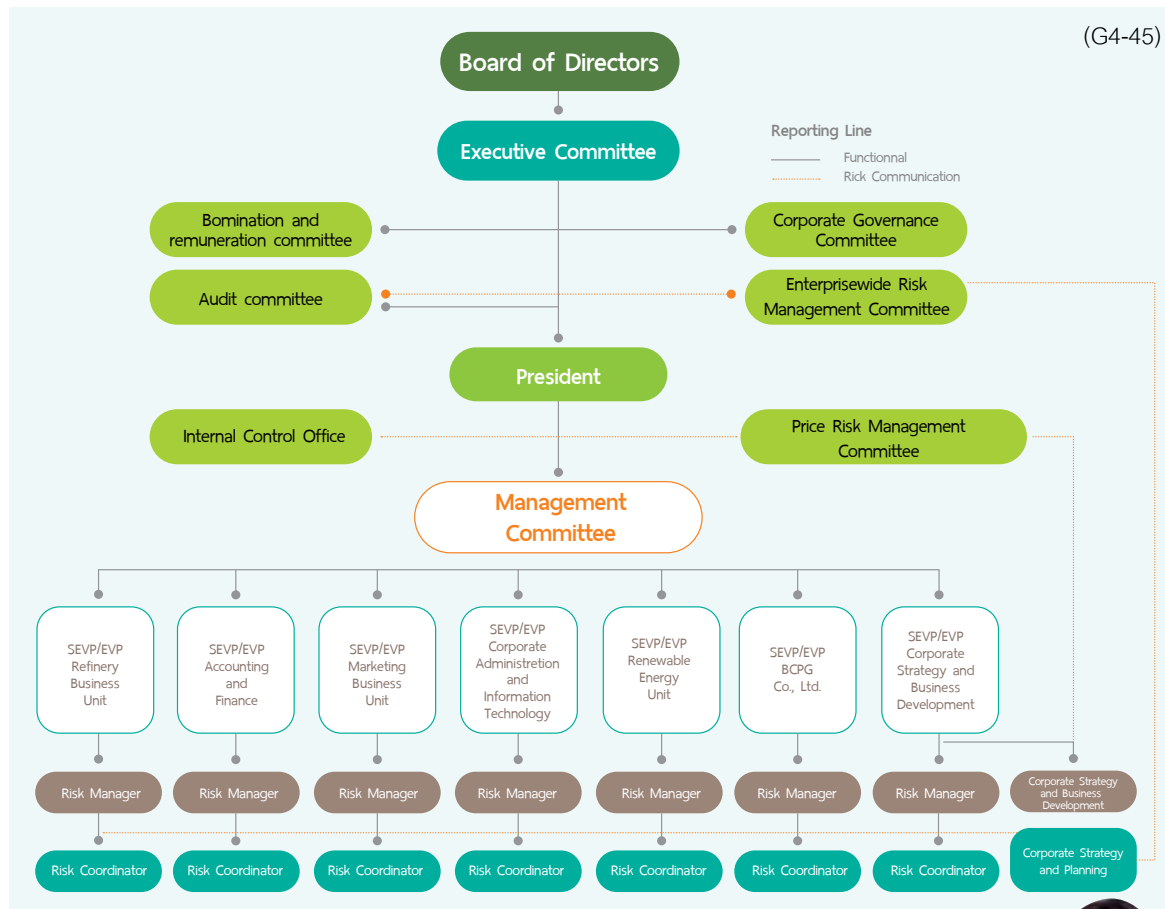 (G4-45)
Board of Directors
Executive Committee
Reporting Line
Functionnal
Rick Communication
Bomination and
remuneration committee
Corporate Governance
Committee
Audit committee
Enterprisewide Risk
Management Committee
President
Internal Control Office
Price Risk Management
Committee
Management
Committee
SEVP/EVP
Refinery
Business
Unit
SEVP/EVP
Accounting
and
Finance
SEVP/EVP
Marketing
Business
Unit
SEVP/EVP
Corporate
Administretion
and
Information
Technology
SEVP/EVP
Renewable
Energy
Unit
SEVP/EVP
BCPG
Co., Ltd.
SEVP/EVP
Corporate
Strategy and
Business
Development
Risk Manager
Risk Manager
Risk Manager
Risk Manager
Risk Manager
Risk Manager
Risk Manager
Corporate Strategy
and Business
Development
Risk Coordinator
Risk Coordinator
Risk Coordinator
Risk Coordinator
Risk Coordinator
Risk Coordinator
Risk Coordinator
Corporate Strategy
and Planning